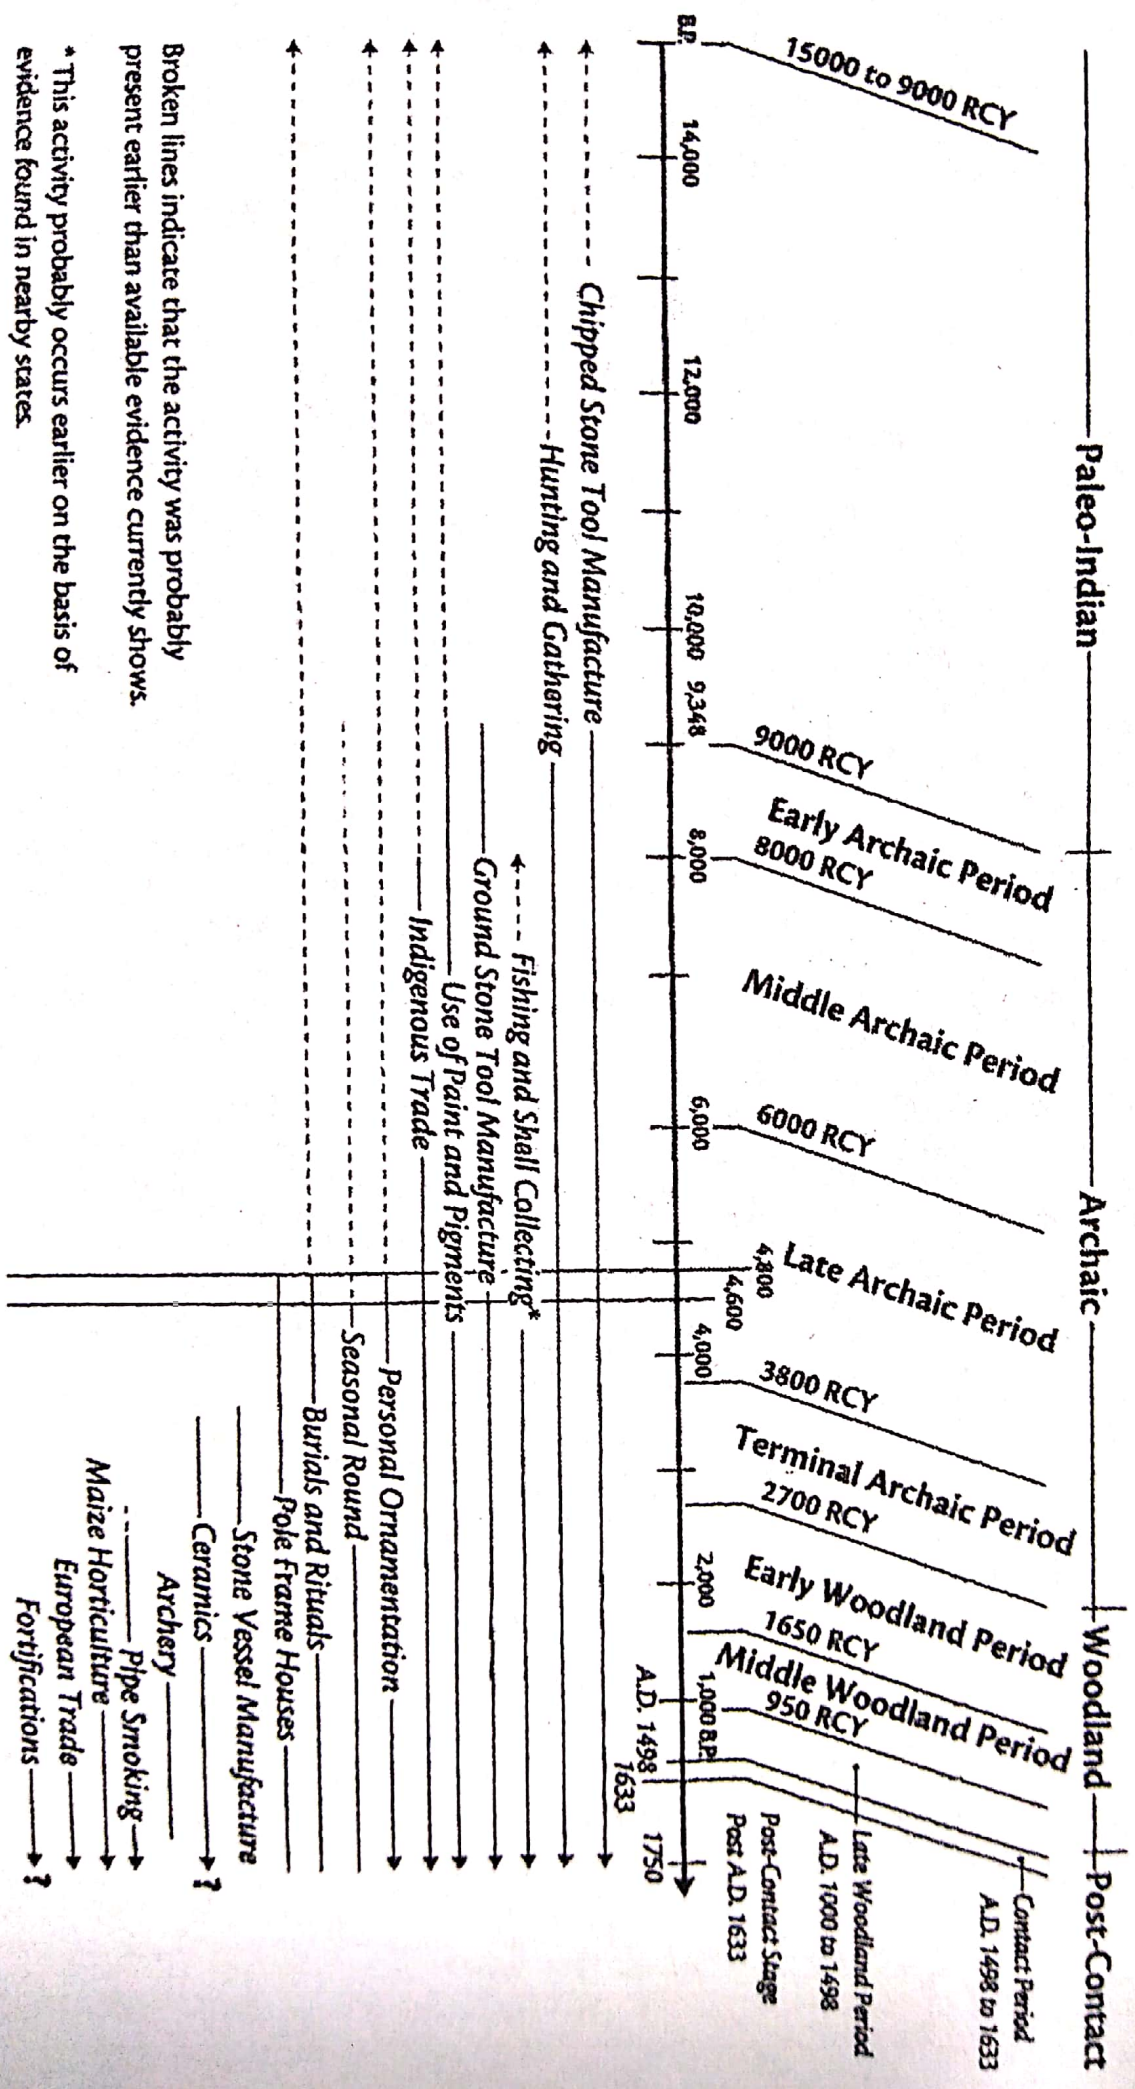 Paleo-Indian
Archaic
Woodland
Post-Contact
15000 to 9000 RCY
9000 RCY
Early Archaic Period
8000 RCY
Middle Archaic Period
6000 RCY
Late Archaic Period
3800 RCY
Terminal Archaic Period
2700 RCY
Early Woodland Period
1650 RCY
Middle Woodland Period
950 RCY
Contact Period
A.D. 1498 to 1633
Late Woodland Period
A.D. 1000 to 1498
Post-Contact Stage
Post A.D. 1633
4,800
4,600
B.P.
14,000
12,000
10,000
9,348
8,000
6,000
4,000
2,000
1,000 B.P.
A.D. 1498
1633
1750
Chipped Stone Tool Manufacture
Hunting and Gathering
Fishing and Shell Collecting*
Ground Stone Tool Manufacture
Use of Paint and Pigments
Indigenous Trade
Personal Ornamentation
Seasonal Round
Burials and Rituals
Pole Frame Houses
Stone Vessel Manufacture
Ceramics
?
Archery
Pipe Smoking
Maize Horticulture
European Trade
Fortifications
?
Broken lines indicate that the activity was probably
present earlier than available evidence currently shows.
* This activity probably occurs earlier on the basis of
evidence found in nearby states.